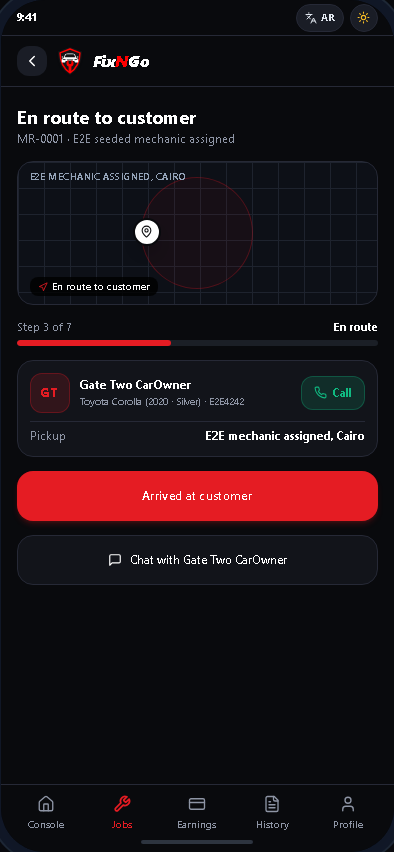 9:41
AR
FixNGo
En route to customer
MR-0001 · E2E seeded mechanic assigned
E2E MECHANIC ASSIGNED, CAIRO
En route to customer
Step 3 of 7
En route
GT
Gate Two CarOwner
Toyota Corolla (2020 · Silver) · E2E4242
Call
Pickup
E2E mechanic assigned, Cairo
Arrived at customer
Chat with Gate Two CarOwner
Console
Jobs
Earnings
History
Profile